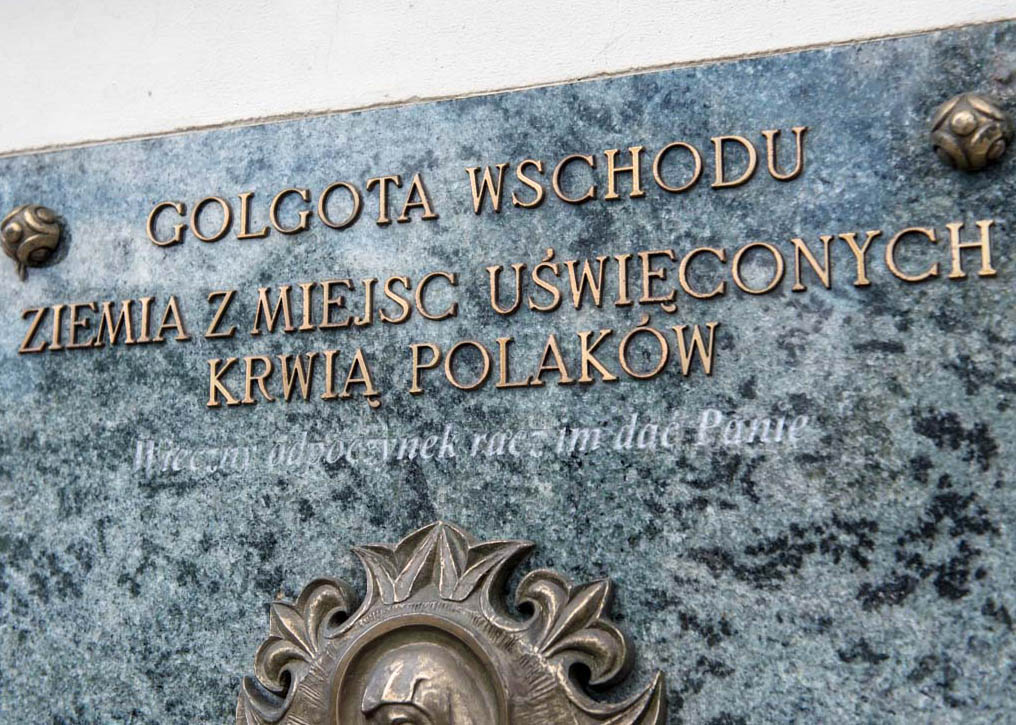 GOLGOTA WSCHODU
ZIEMIA Z MIEJSC UŚWIĘCONYCH
KRWIĄ POLAKÓW
Wieczny odpoczynek racz im dać Panie